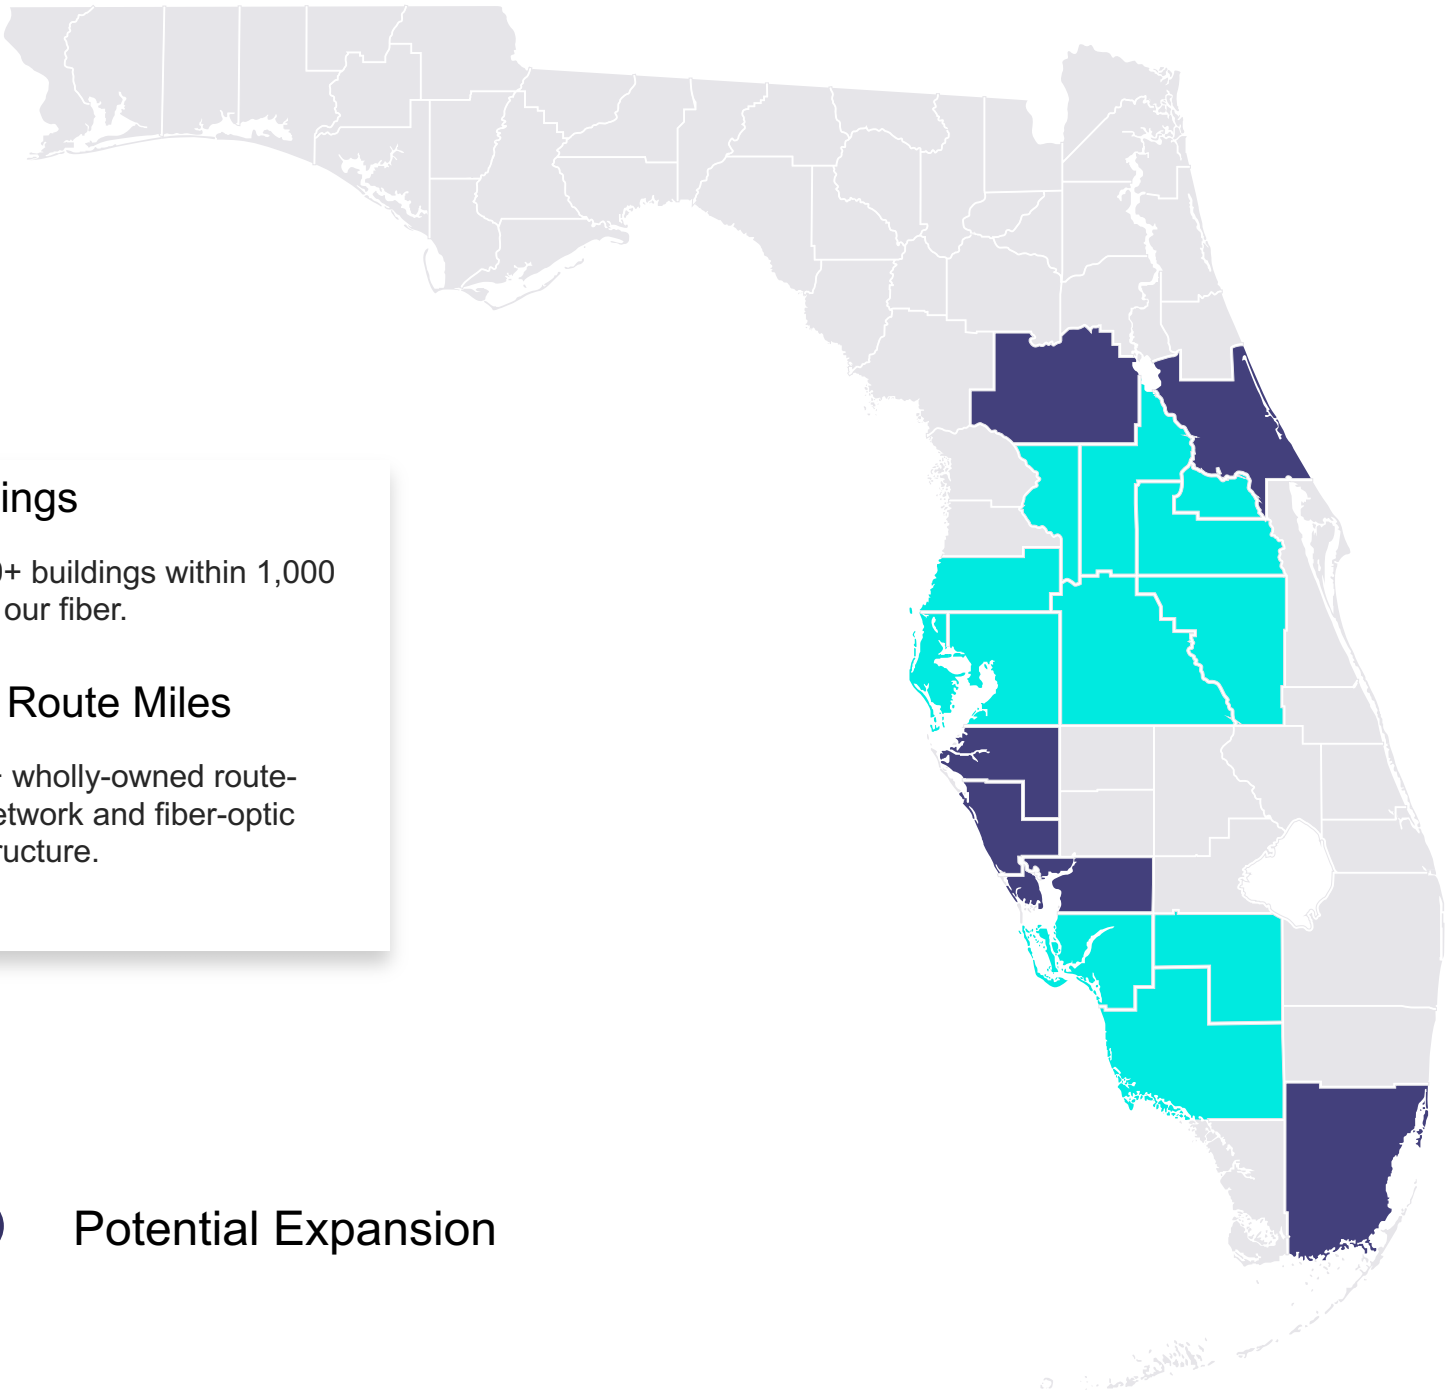 ings
0+ buildings within 1,000
our fiber.
Route Miles
wholly-owned route-
etwork and fiber-optic
ructure.
Potential Expansion